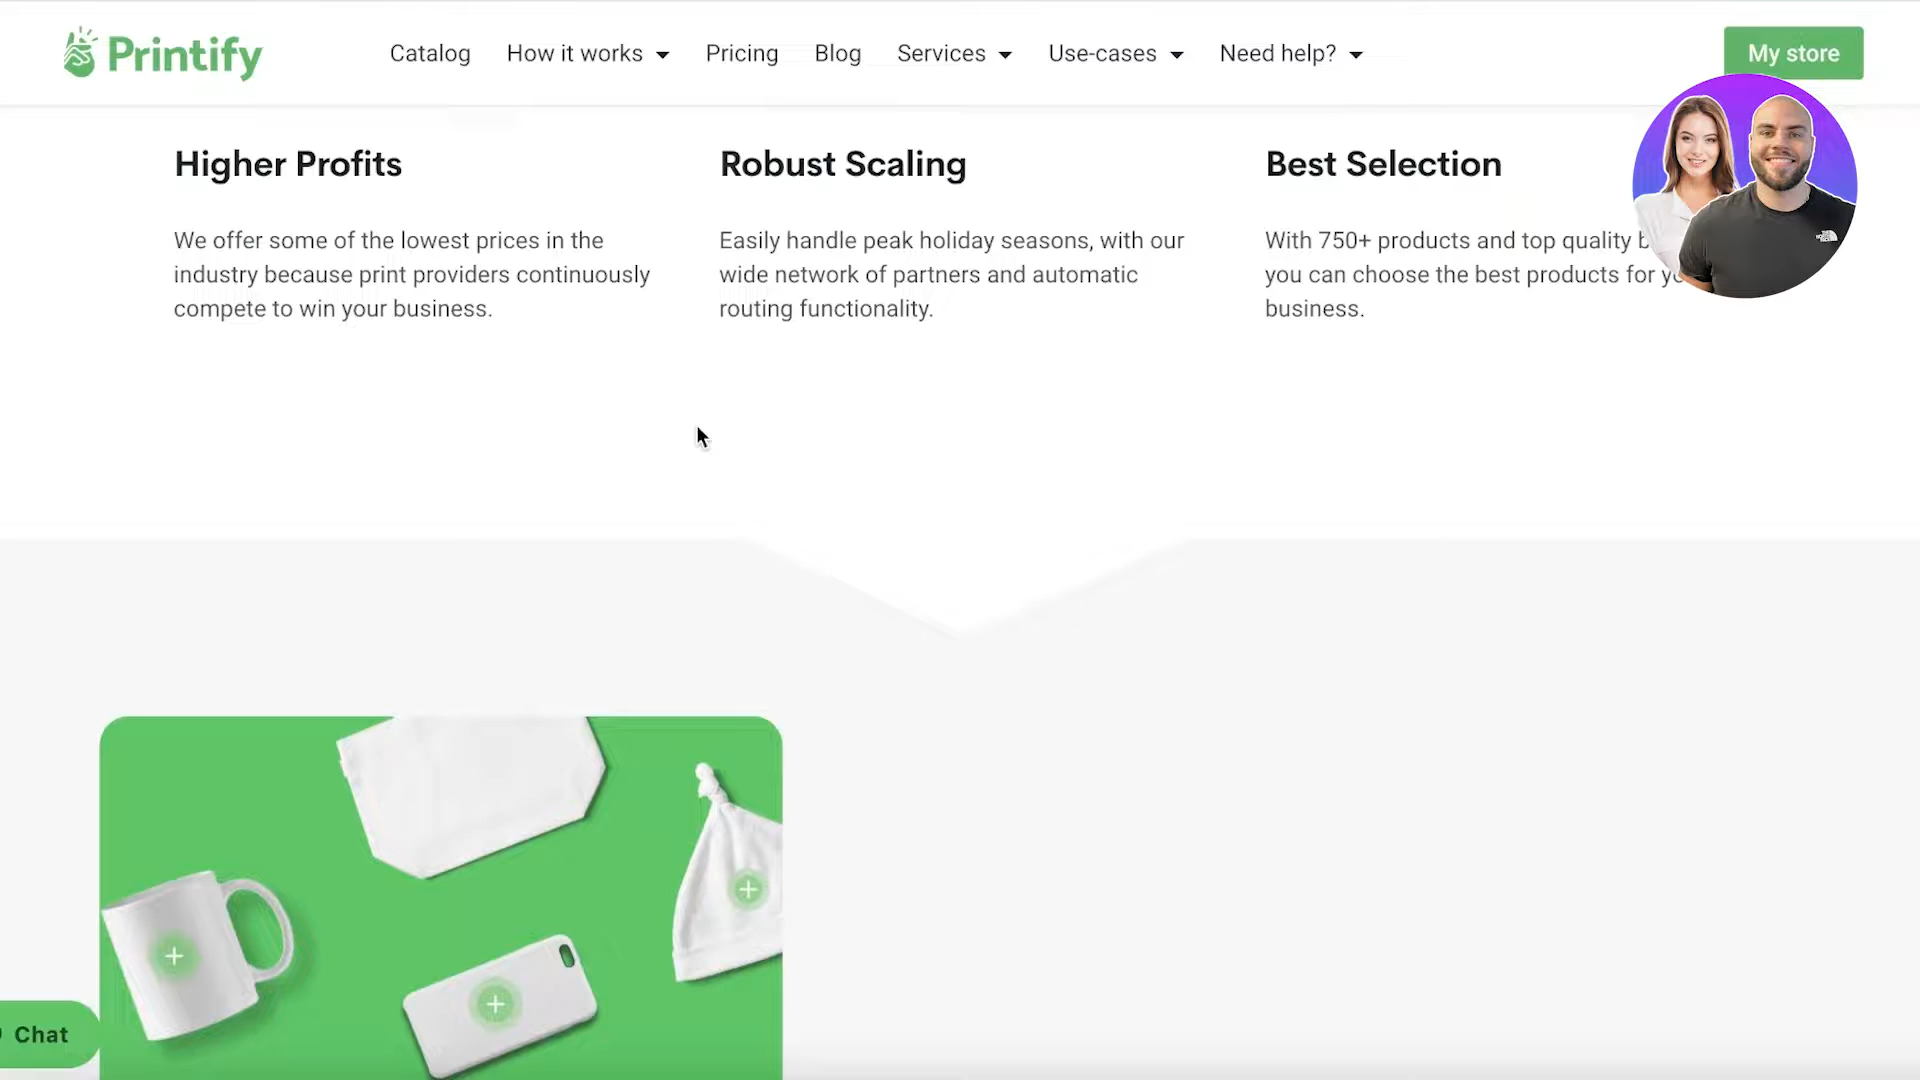 Printify
Catalog
How it works
Pricing
Blog
Services
Use-cases
Need help?
My store
Higher Profits
We offer some of the lowest prices in the
industry because print providers continuously
compete to win your business.
Robust Scaling
Easily handle peak holiday seasons, with our
wide network of partners and automatic
routing functionality.
Best Selection
With 750+ products and top quality
you can choose the best products for
business.
Chat